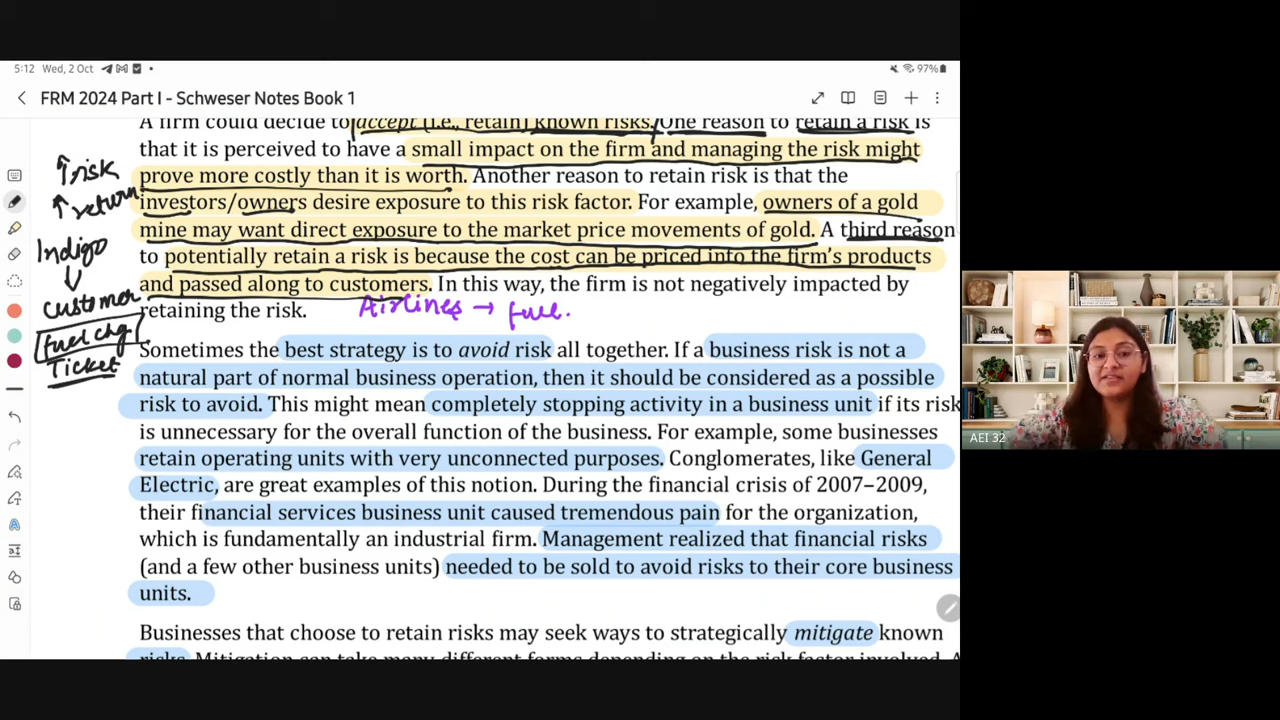 5:12 Wed, 2 Oct
97%
FRM 2024 Part I - Schweser Notes Book 1
A firm could decide to accept (i.e., retain) known risks. One reason to retain a risk is
that it is perceived to have a small impact on the firm and managing the risk might
prove more costly than it is worth. Another reason to retain risk is that the
investors/owners desire exposure to this risk factor. For example, owners of a gold
mine may want direct exposure to the market price movements of gold. A third reason
to potentially retain a risk is because the cost can be priced into the firm's products
and passed along to customers. In this way, the firm is not negatively impacted by
retaining the risk.
Airlines → fuel.
↑risk
↑return
Indigo
↓
customer
fuel chg
Ticket
Sometimes the best strategy is to avoid risk all together. If a business risk is not a
natural part of normal business operation, then it should be considered as a possible
risk to avoid. This might mean completely stopping activity in a business unit if its risk
is unnecessary for the overall function of the business. For example, some businesses
retain operating units with very unconnected purposes. Conglomerates, like General
Electric, are great examples of this notion. During the financial crisis of 2007–2009,
their financial services business unit caused tremendous pain for the organization,
which is fundamentally an industrial firm. Management realized that financial risks
(and a few other business units) needed to be sold to avoid risks to their core business
units.
Businesses that choose to retain risks may seek ways to strategically mitigate known
risks. Mitigation can take many different forms depending on the risk factor involved. A
AEI 32